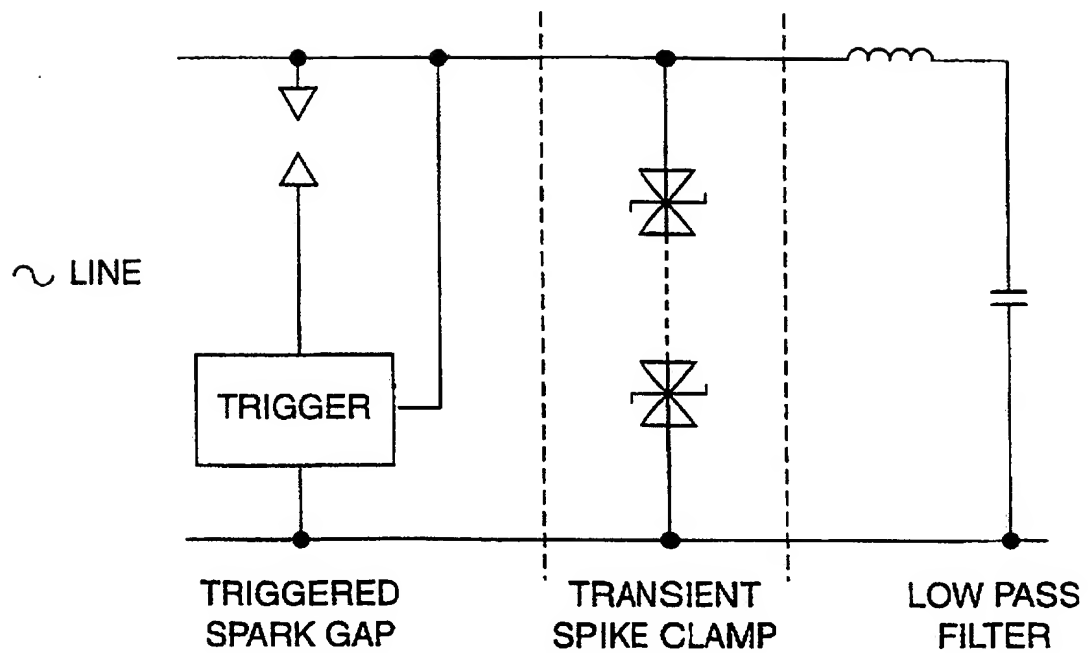 ∿ LINE
TRIGGER
TRIGGERED
SPARK GAP
TRANSIENT
SPIKE CLAMP
LOW PASS
FILTER